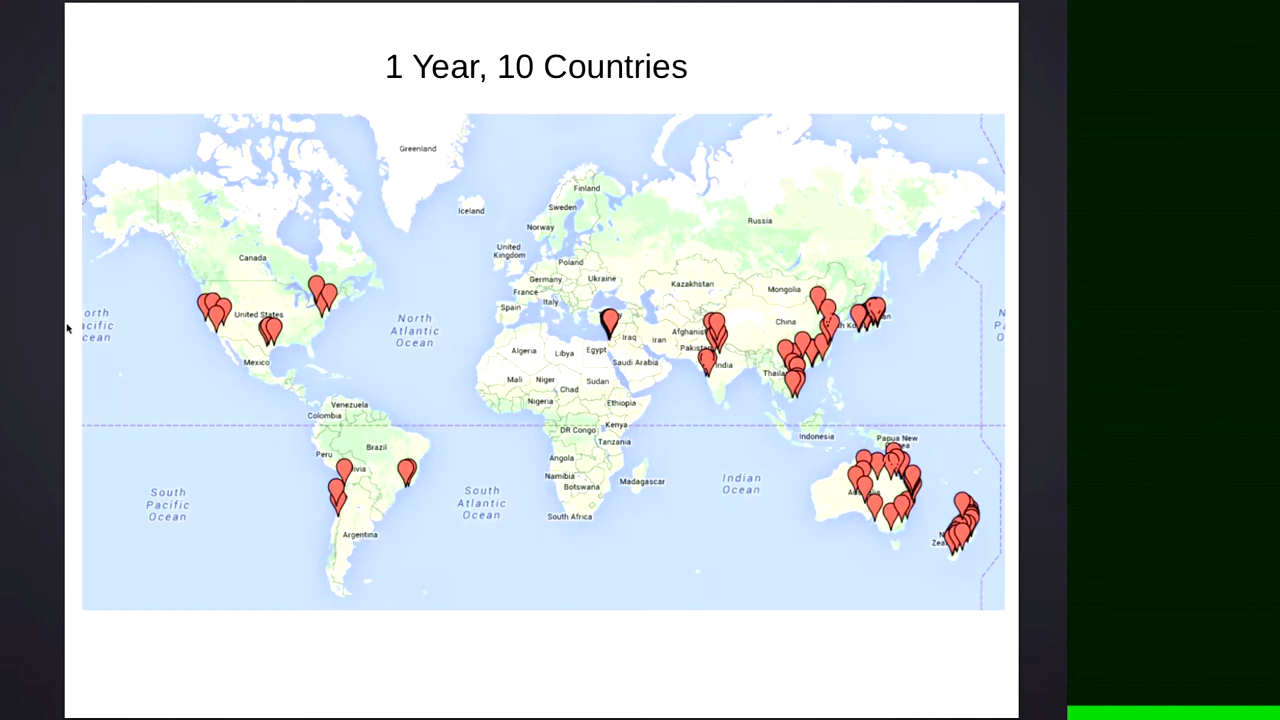 1 Year, 10 Countries
Greenland
Iceland
Finland
Sweden
Norway
Russia
United
Kingdom
Canada
Poland
Germany
Ukraine
France
Kazakhstan
Mongolia
Italy
Spain
United States
North
Atlantic
Ocean
China
Afghanis
Iraq
Iran
Pakis
Algeria
Libya
Egypt
Mexico
Saudi Arabia
India
Thaila
Mali
Niger
Sudan
Chad
Nigeria
Ethiopia
Venezuela
Colombia
DR Congo
Kenya
Indonesia
Papua New
Tanzania
Brazil
Peru
Angola
Namibia
Botswana
Madagascar
Indian
Ocean
South
Pacific
Ocean
South
Atlantic
Ocean
South Africa
Argentina